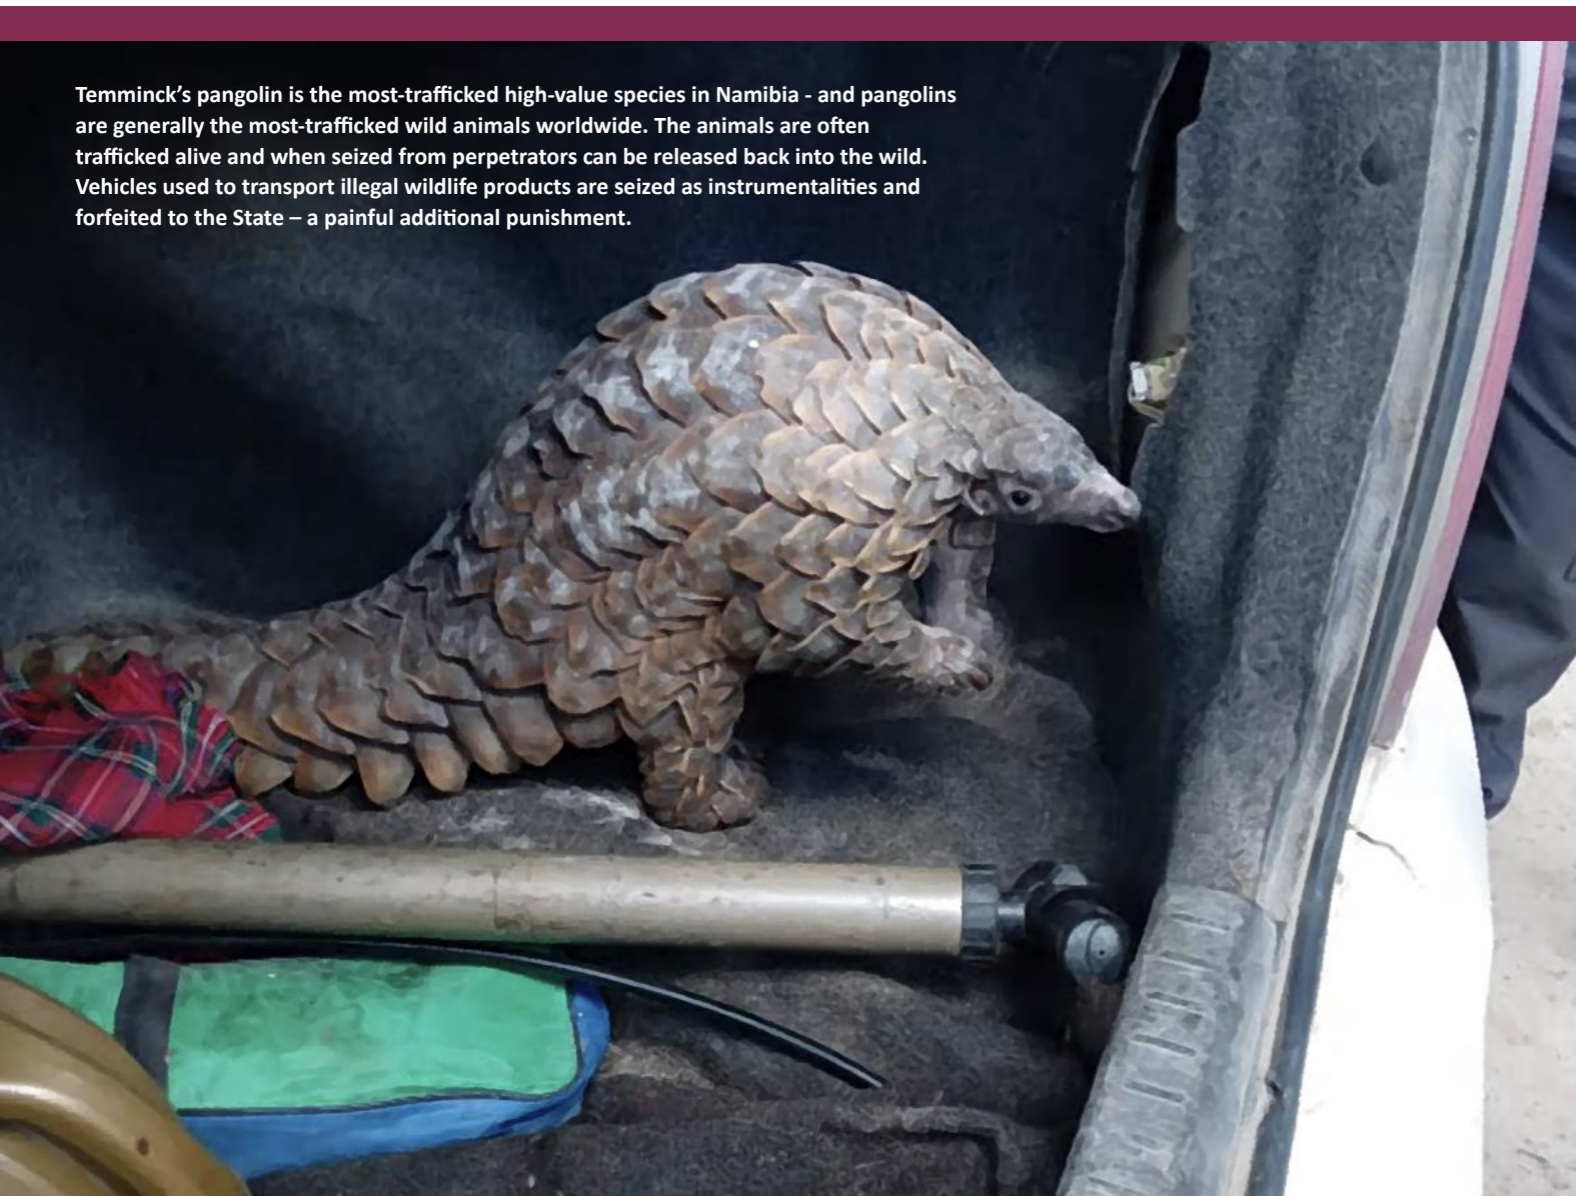 Temminck's pangolin is the most-trafficked high-value species in Namibia - and pangolins
are generally the most-trafficked wild animals worldwide. The animals are often
trafficked alive and when seized from perpetrators can be released back into the wild.
Vehicles used to transport illegal wildlife products are seized as instrumentalities and
forfeited to the State – a painful additional punishment.